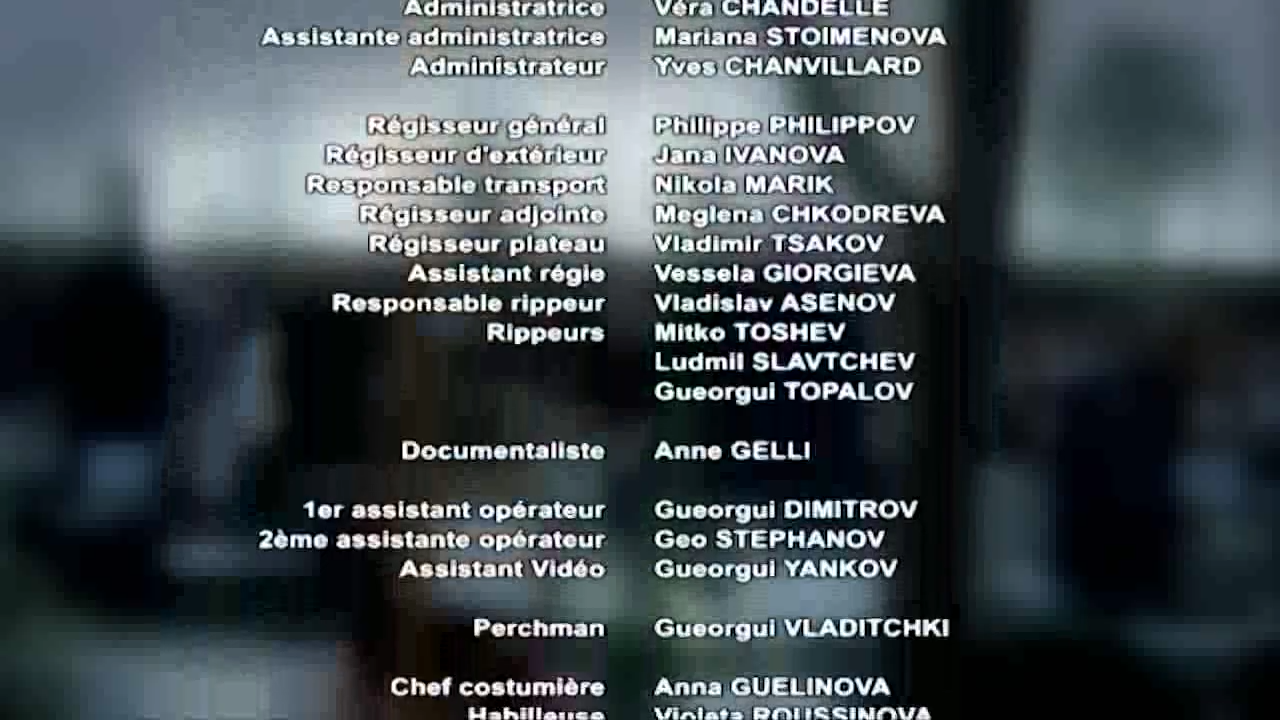 Administratrice Véra CHANDELLE
Assistante administratrice Mariana STOIMENOVA
Administrateur Yves CHANVILLARD
Régisseur général Philippe PHILIPPOV
Régisseur d'extérieur Jana IVANOVA
Responsable transport Nikola MARIK
Régisseur adjointe Meglena CHKODREVA
Régisseur plateau Vladimir TSAKOV
Assistant régie Vessela GIORGIEVA
Responsable rippeur Vladislav ASENOV
Rippeurs Mitko TOSHEV
Ludmil SLAVTCHEV
Gueorgui TOPALOV
Documentaliste Anne GELLI
1er assistant opérateur Gueorgui DIMITROV
2ème assistante opérateur Geo STEPHANOV
Assistant Vidéo Gueorgui YANKOV
Perchman Gueorgui VLADITCHKI
Chef costumière Anna GUELINOVA
Habilleuse Violeta ROUSSINOVA